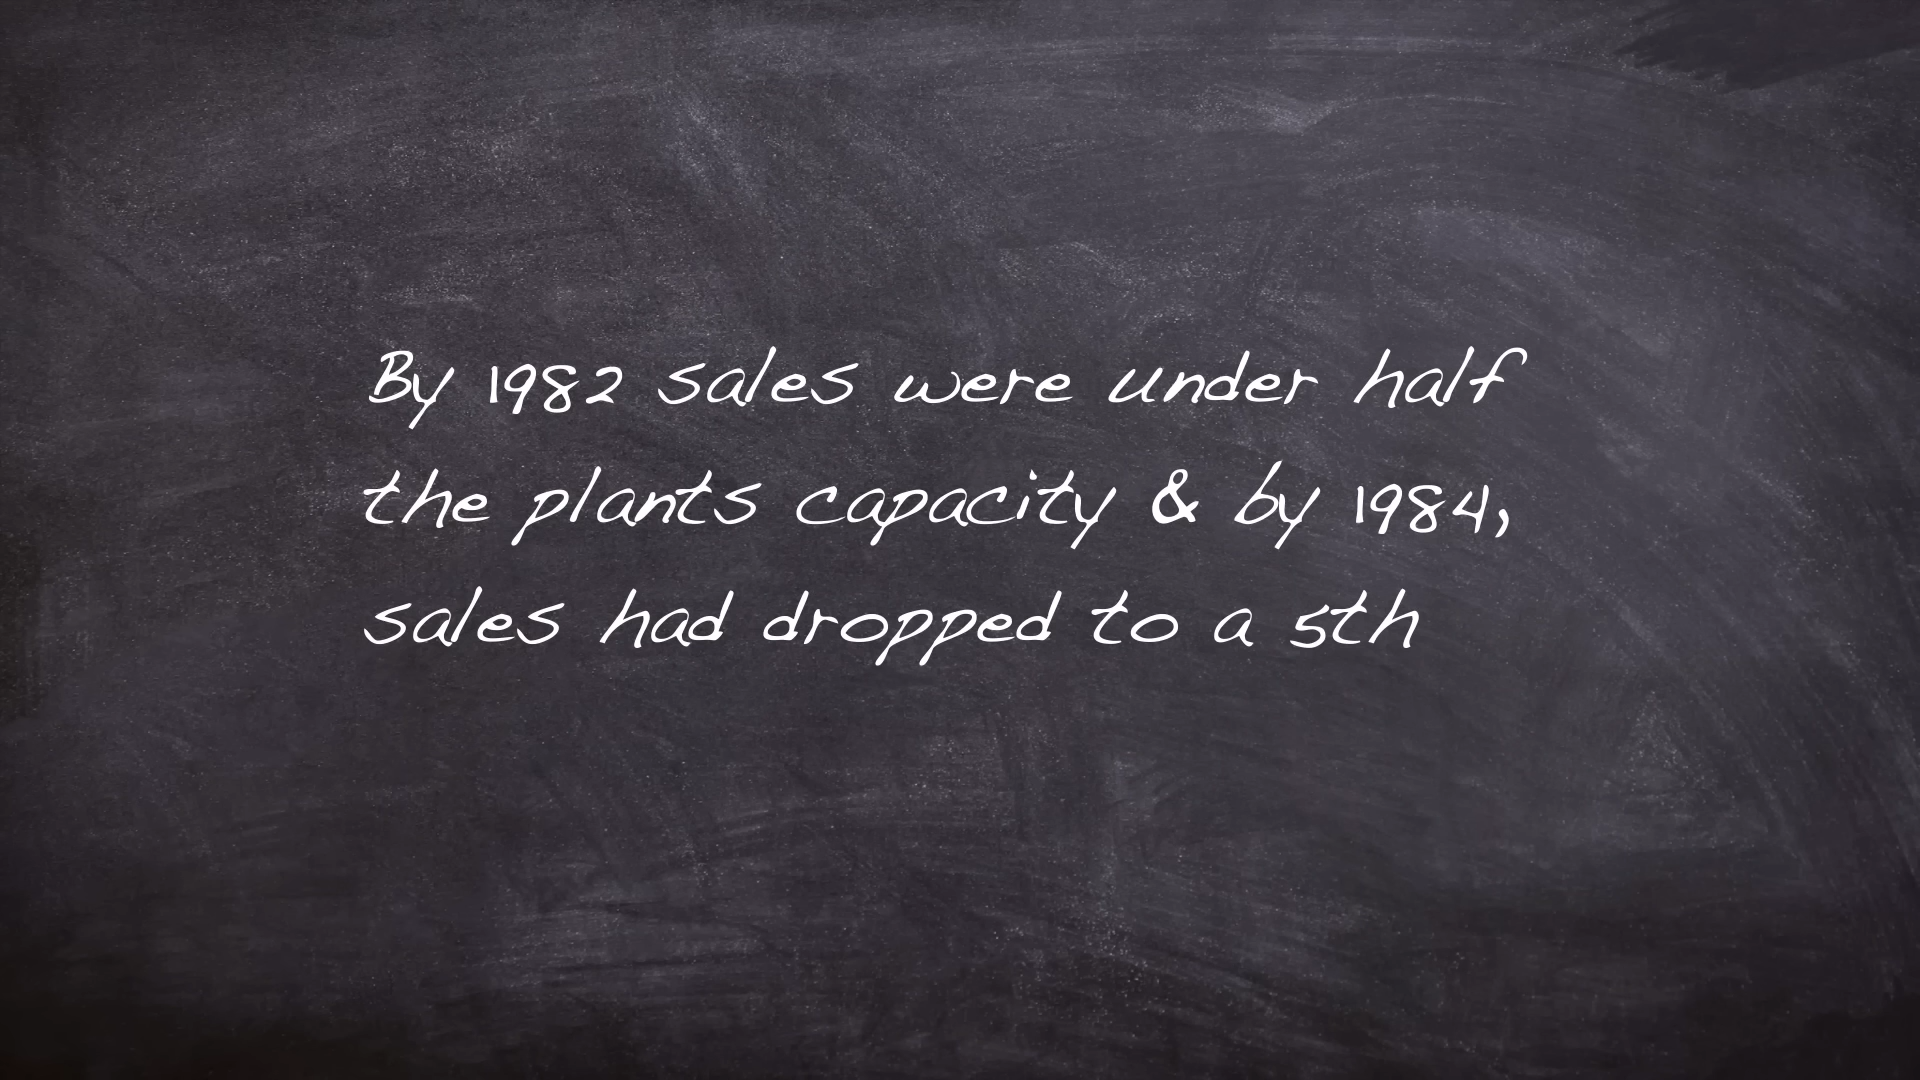 By 1982 sales were under half
the plants capacity & by 1984,
sales had dropped to a 5th